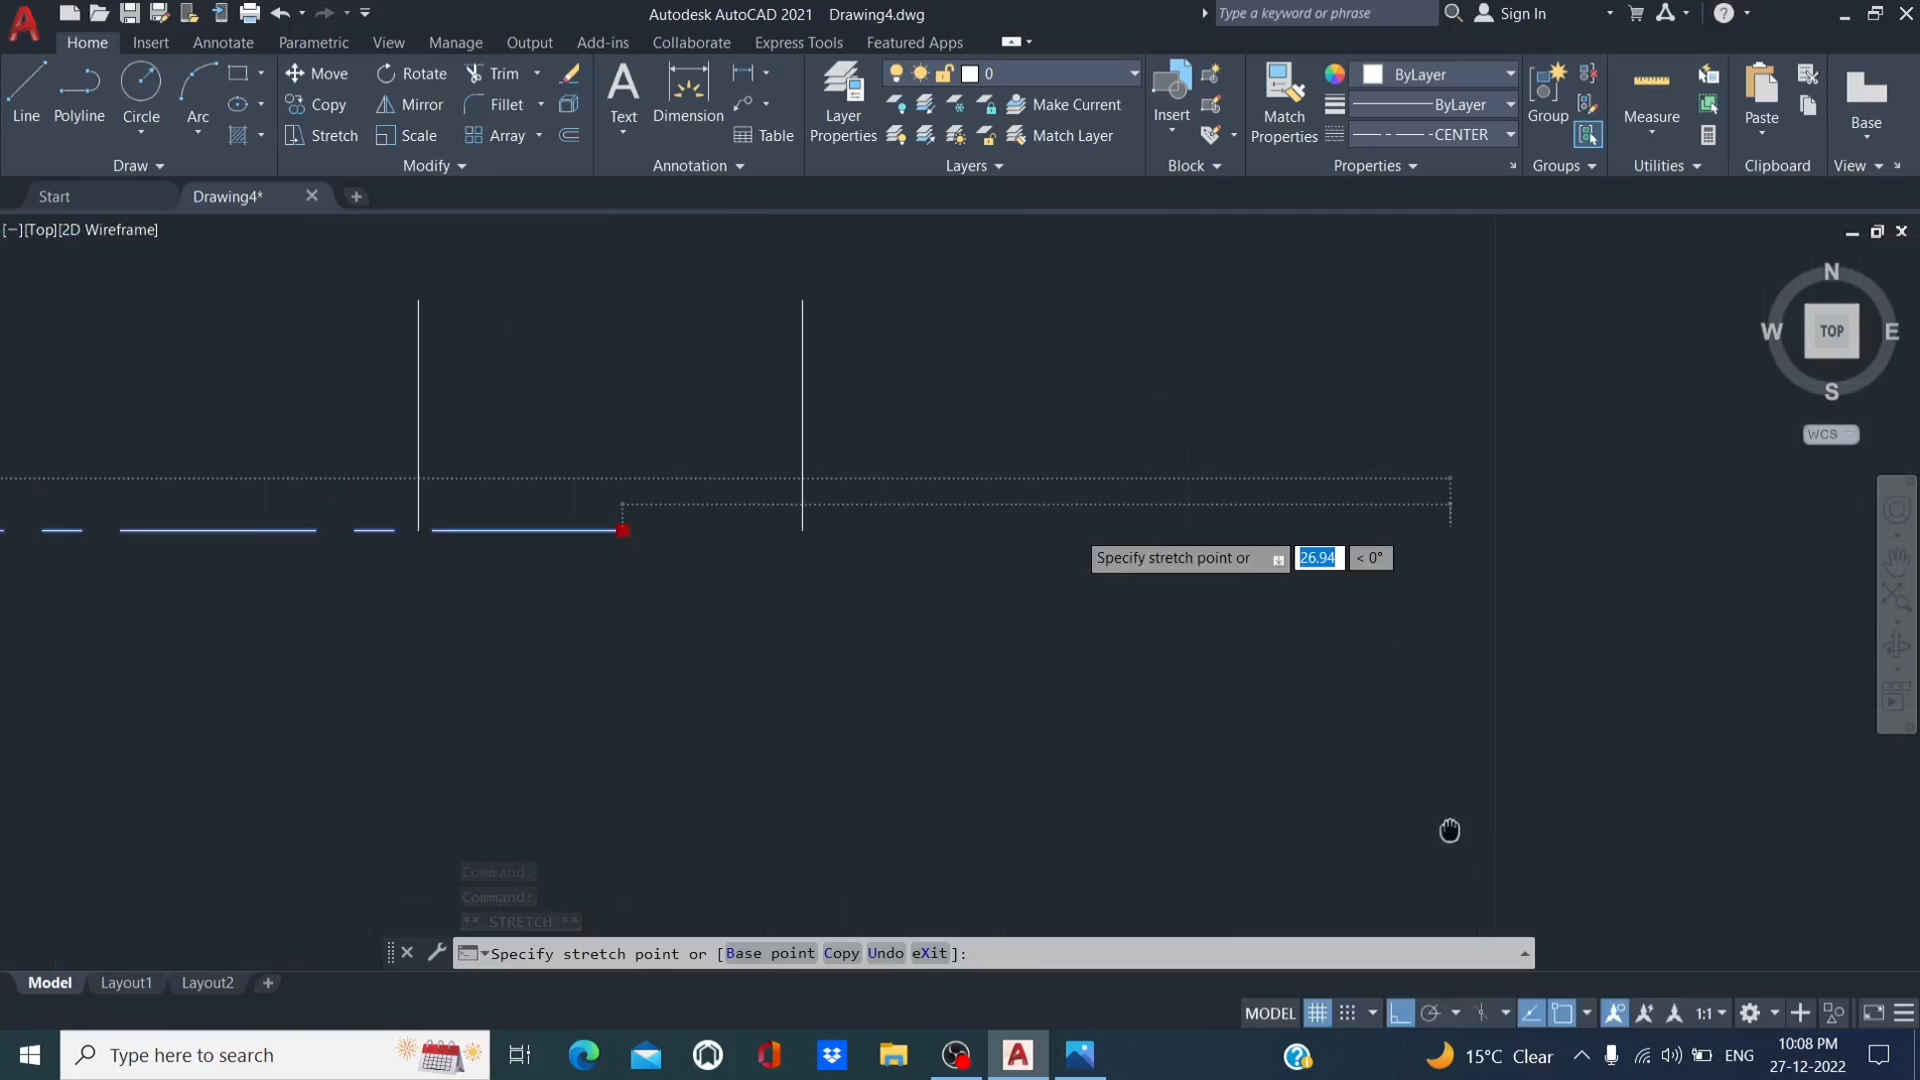 Autodesk AutoCAD 2021 Drawing4.dwg
Type a keyword or phrase
Sign In
Home Insert Annotate Parametric View Manage Output Add-ins Collaborate Express Tools Featured Apps
Line Polyline Circle Arc
Move Rotate Trim
Copy Mirror Fillet
Stretch Scale Array
Text Dimension Table
Layer Properties
0
Make Current
Match Layer
Insert
Match Properties
ByLayer
ByLayer
CENTER
Group
Measure
Paste
Base
Draw Modify Annotation Layers Block Properties Groups Utilities Clipboard View
Start Drawing4*
[−][Top][2D Wireframe]
N
W TOP E
S
WCS
Specify stretch point or 26.94 < 0°
Command:
Command:
** STRETCH **
Specify stretch point or [Base point Copy Undo eXit]:
Model Layout1 Layout2
MODEL 1:1
Type here to search
15°C Clear ENG
10:08 PM
27-12-2022